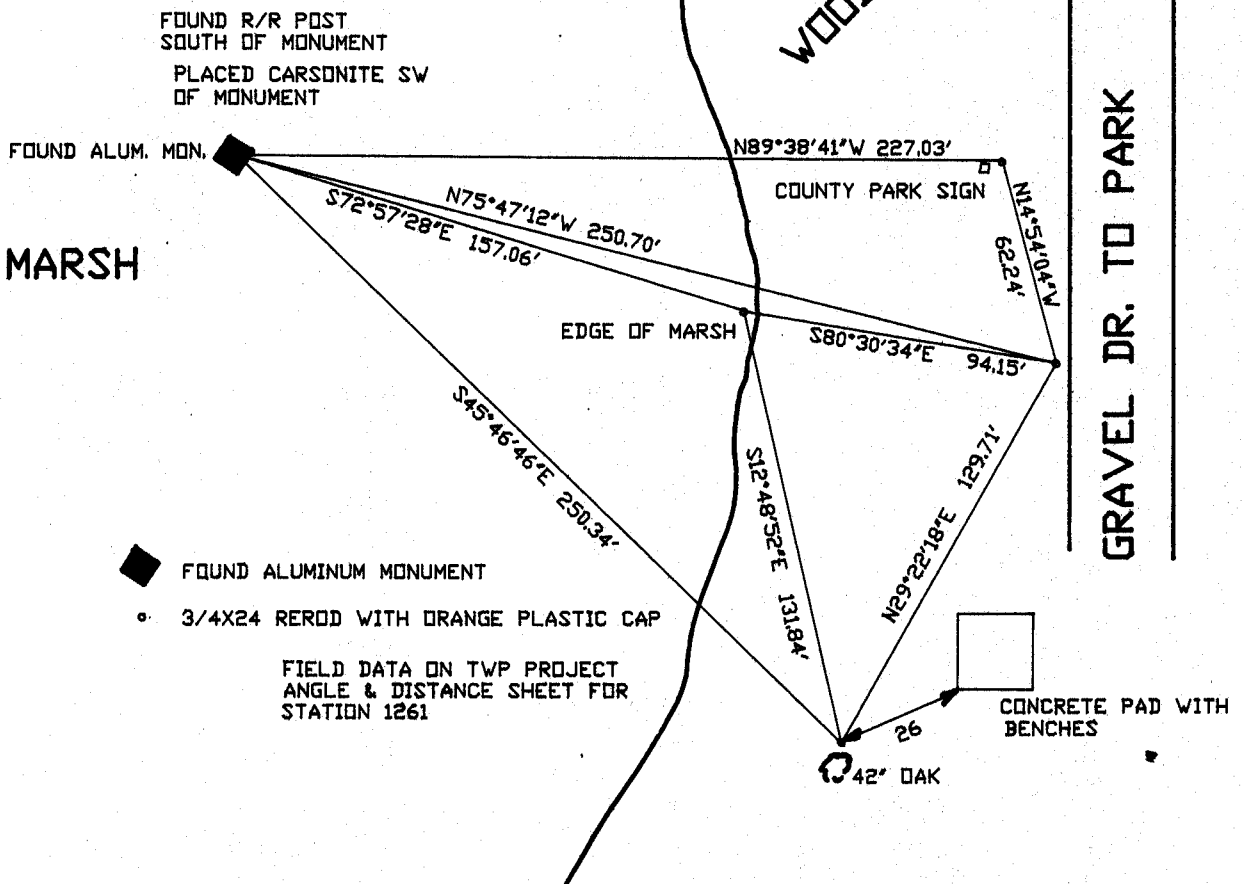 FOUND R/R POST
SOUTH OF MONUMENT
PLACED CARSONITE SW
OF MONUMENT
FOUND ALUM. MON.
N89°38'41"W 227.03'
COUNTY PARK SIGN
N14°54'04"W
62.24'
N75°47'12"W 250.70'
S72°57'28"E 157.06'
MARSH
EDGE OF MARSH
S80°30'34"E 94.15'
GRAVEL DR. TO PARK
S45°46'46"E 250.34'
S12°48'52"E 131.84'
N29°22'18"E 129.71'
FOUND ALUMINUM MONUMENT
3/4X24 REROD WITH ORANGE PLASTIC CAP
FIELD DATA ON TWP PROJECT
ANGLE & DISTANCE SHEET FOR
STATION 1261
CONCRETE PAD WITH
BENCHES
26
42" OAK